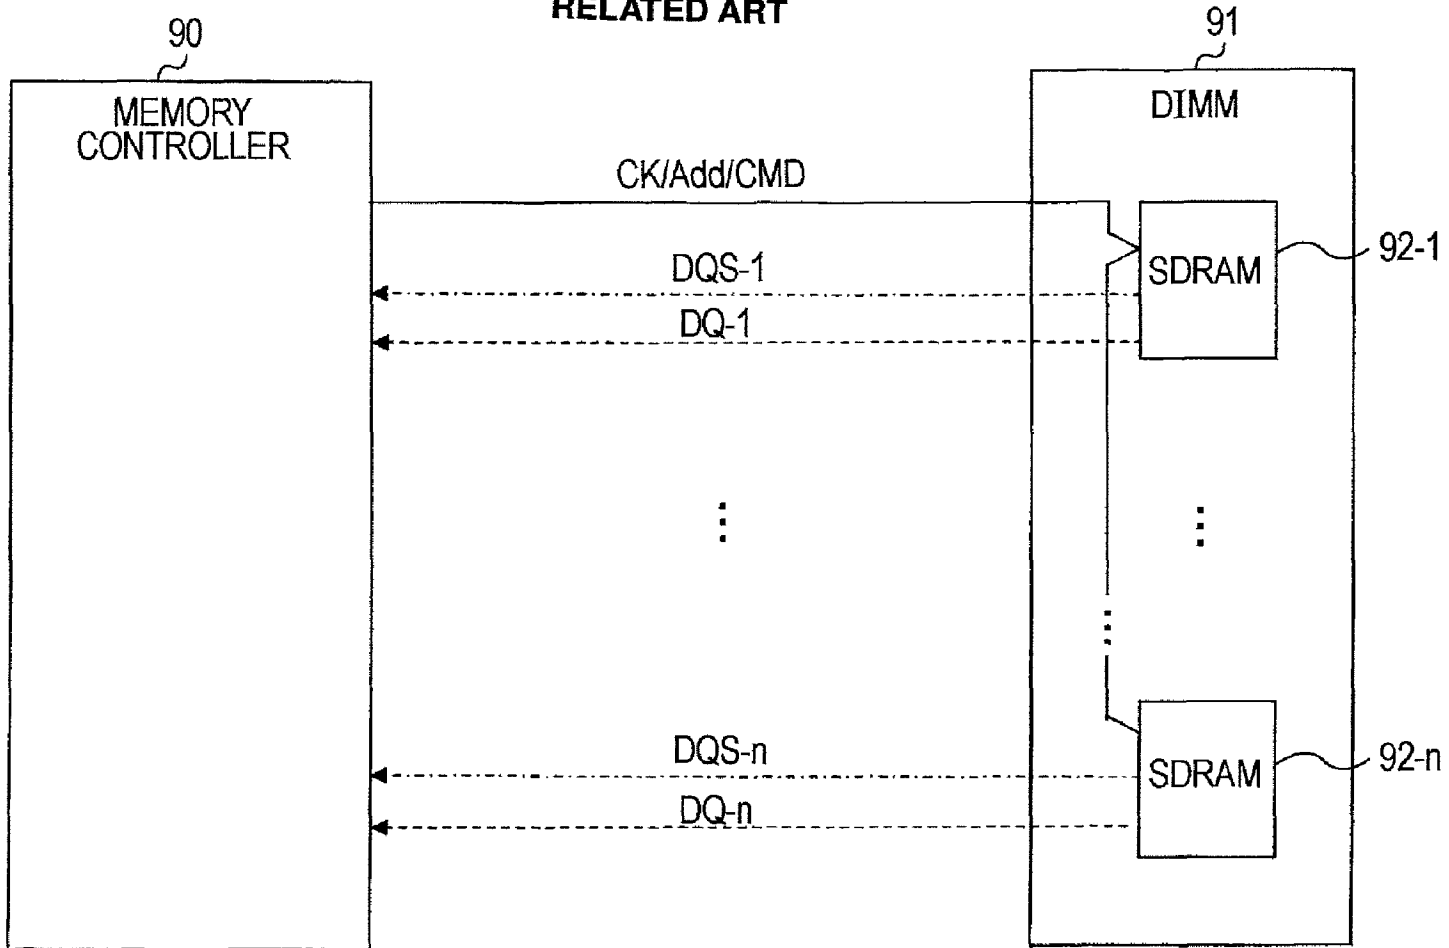 RELATED ART
90
91
MEMORY
CONTROLLER
DIMM
CK/Add/CMD
SDRAM
92-1
DQS-1
DQ-1
DQS-n
DQ-n
SDRAM
92-n